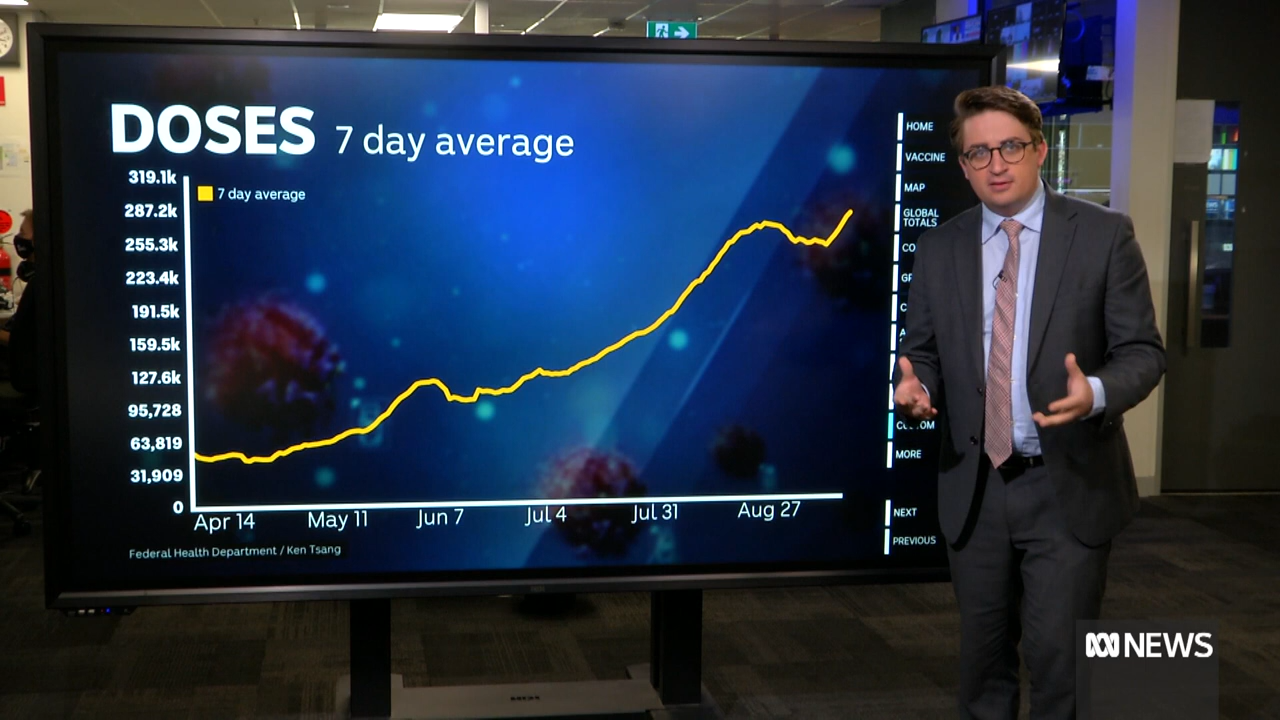 DOSES 7 day average
319.1k
287.2k
255.3k
223.4k
191.5k
159.5k
127.6k
95,728
63,819
31,909
0
7 day average
Apr 14 May 11 Jun 7 Jul 4 Jul 31 Aug 27
Federal Health Department / Ken Tsang
HOME
VACCINE
MAP
GLOBAL
TOTALS
MORE
NEXT
PREVIOUS
NEWS